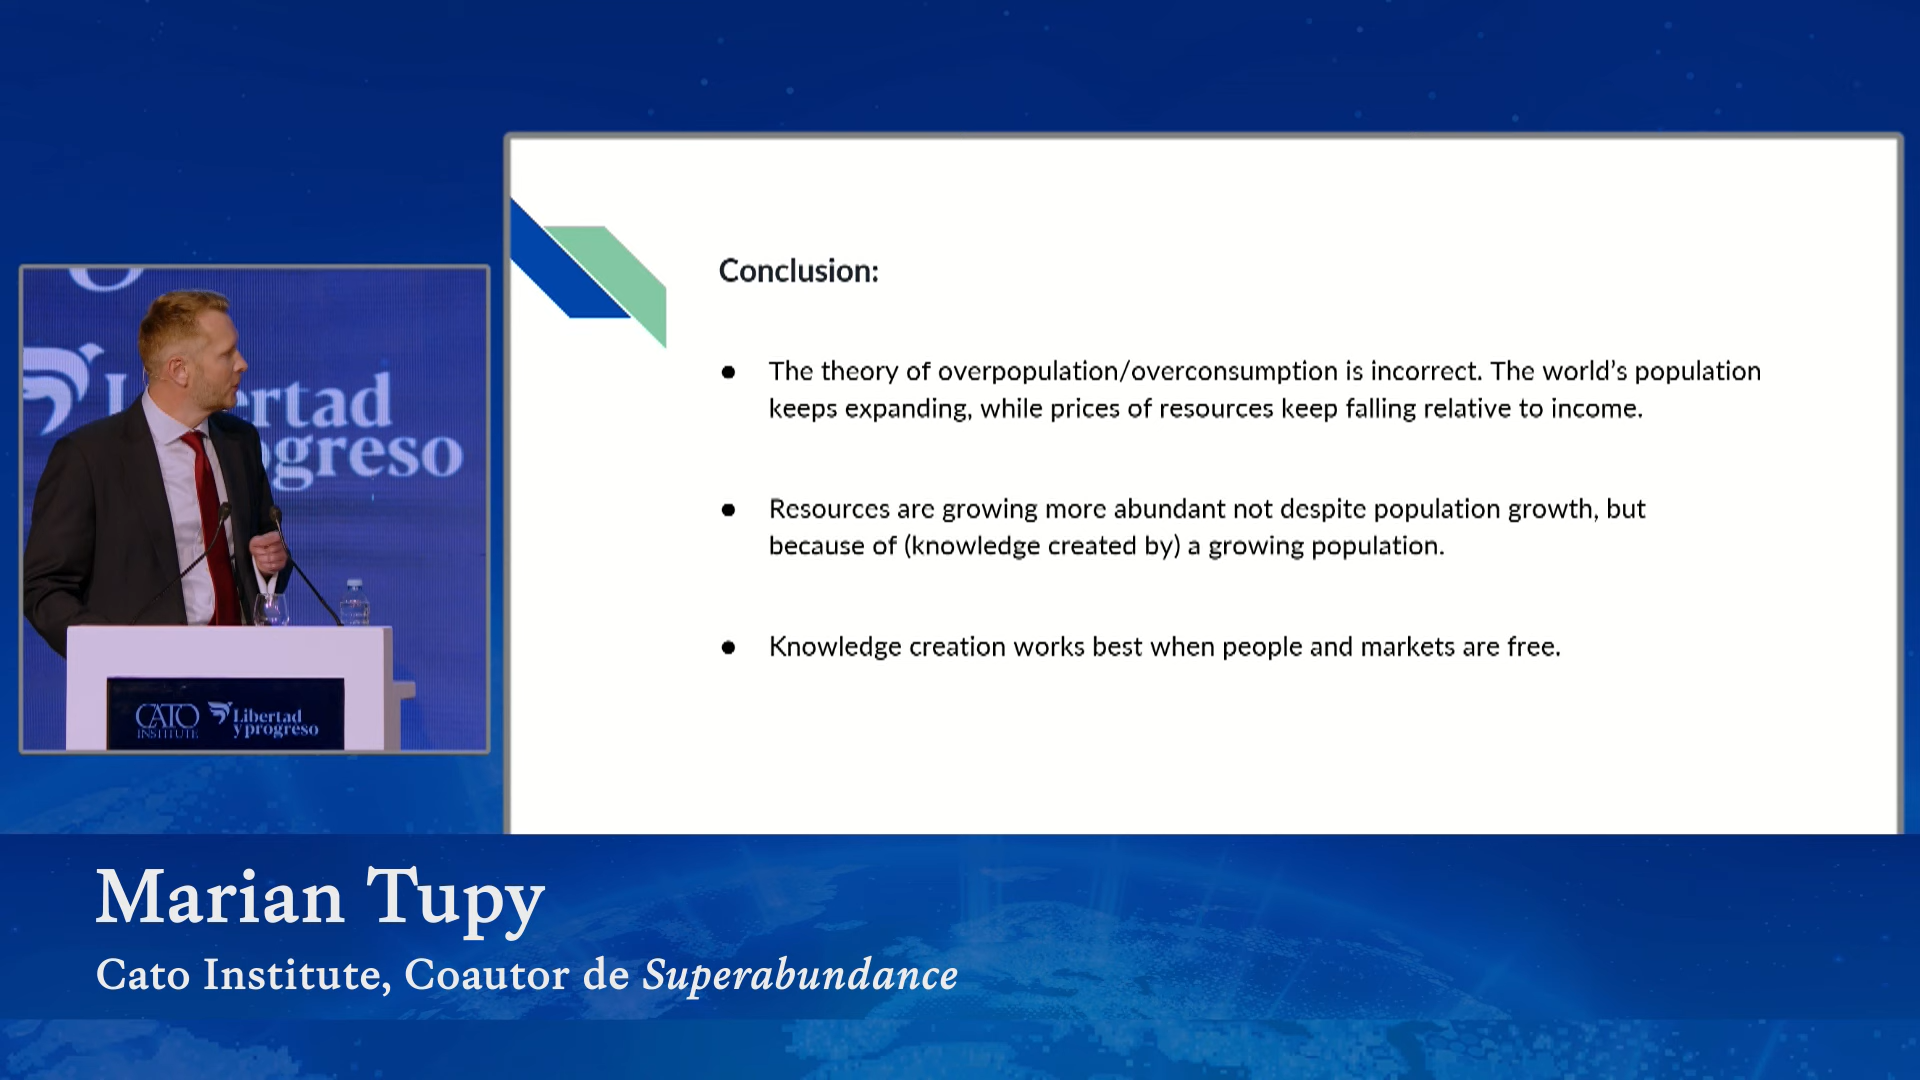 Libertad
progreso
CATO
INSTITUTE
Libertad
y progreso
Conclusion:
● The theory of overpopulation/overconsumption is incorrect. The world's population
keeps expanding, while prices of resources keep falling relative to income.
● Resources are growing more abundant not despite population growth, but
because of (knowledge created by) a growing population.
● Knowledge creation works best when people and markets are free.
Marian Tupy
Cato Institute, Coautor de Superabundance